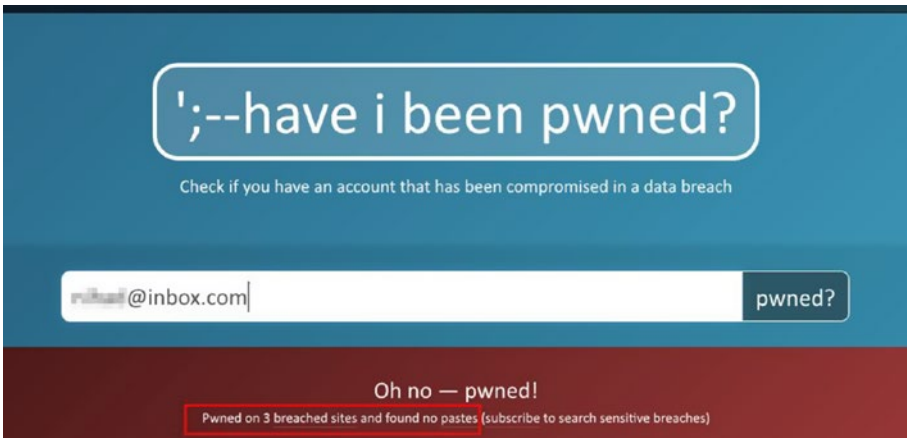 ';--have i been pwned?
Check if you have an account that has been compromised in a data breach
@inbox.com
pwned?
Oh no — pwned!
Pwned on 3 breached sites and found no pastes (subscribe to search sensitive breaches)